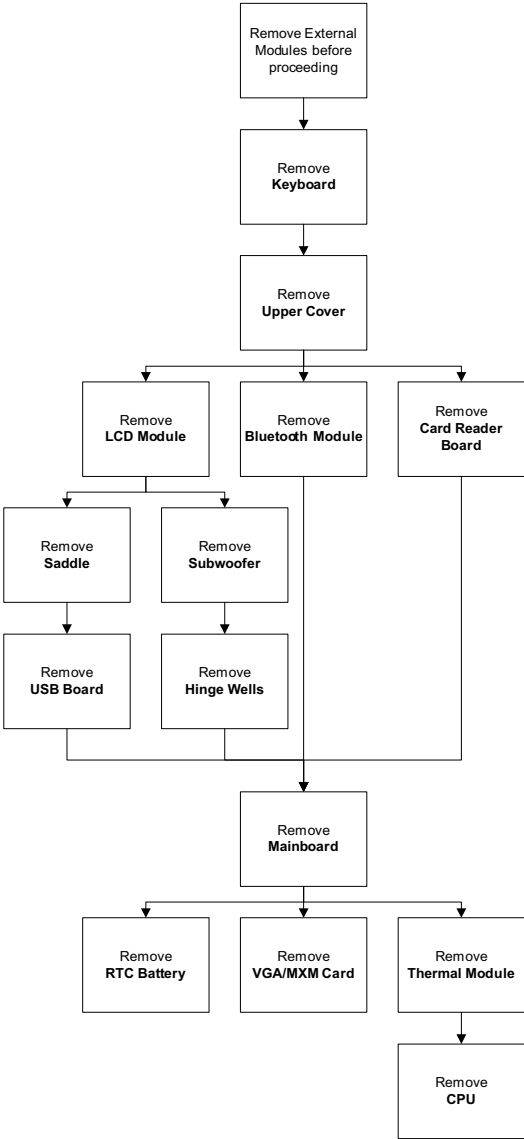 Remove External
Modules before
proceeding
Remove
Keyboard
Remove
Upper Cover
Remove
LCD Module
Remove
Bluetooth Module
Remove
Card Reader
Board
Remove
Saddle
Remove
Subwoofer
Remove
USB Board
Remove
Hinge Wells
Remove
Mainboard
Remove
RTC Battery
Remove
VGA/MXM Card
Remove
Thermal Module
Remove
CPU